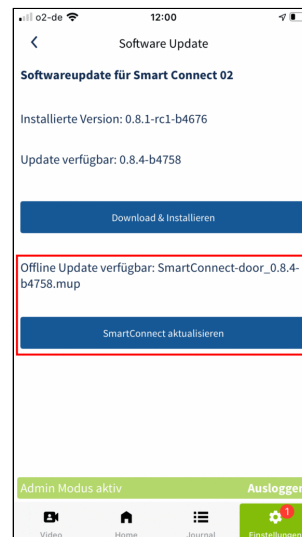 o2-de
12:00
Software Update
Softwareupdate für Smart Connect 02
Installierte Version: 0.8.1-rc1-b4676
Update verfügbar: 0.8.4-b4758
Download & Installieren
Offline Update verfügbar: SmartConnect-door_0.8.4-
b4758.mup
SmartConnect aktualisieren
Admin Modus aktiv Ausloggen
1
Video Home Journal Einstellungen